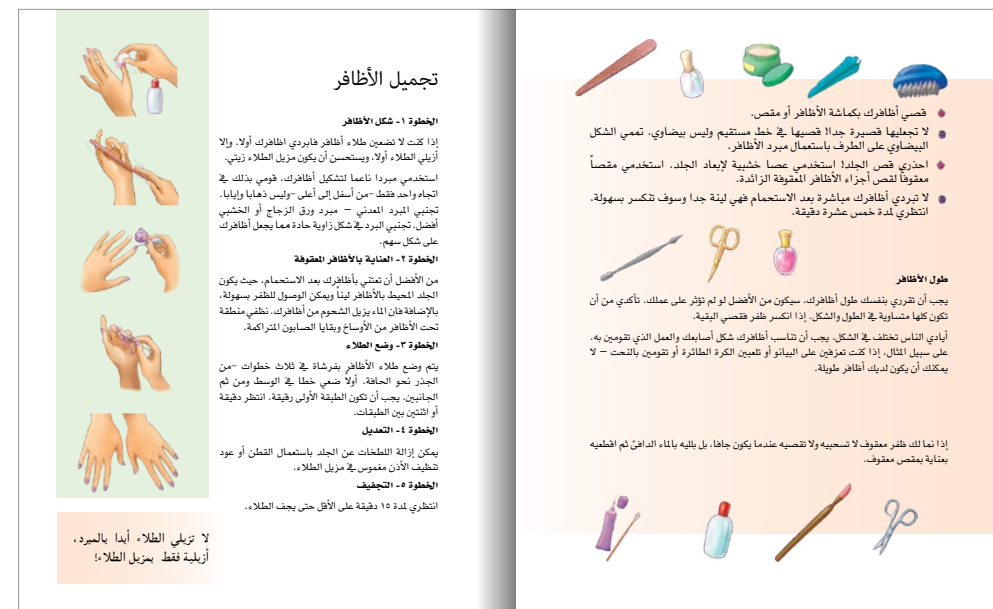 قصي أظافرك بكماشة الأظافر أو مقص.
لا تجعليها قصيرة جدا! قصيها في خط مستقيم وليس بيضاوي. تممي الشكل
البيضاوي على الطرف باستعمال مبرد الأظافر.
احذري قص الجلد! استخدمي عصا خشبية لإبعاد الجلد. استخدمي مقصاً
معقوفاً لقص أجزاء الأظافر المعقوفة الزائدة.
لا تبردي أظافرك مباشرة بعد الاستحمام فهي لينة جدا وسوف تنكسر بسهولة.
انتظري لمدة خمس عشرة دقيقة.
طول الأظافر
يجب أن تقرري بنفسك طول أظافرك. سيكون من الأفضل لو لم تؤثر على عملك. تأكدي من أن
تكون كلها متساوية في الطول والشكل. إذا انكسر ظفر فقصي البقية.
أيادي الناس تختلف في الشكل. يجب أن تناسب أظافرك شكل أصابعك والعمل الذي تقومين به.
على سبيل المثال، إذا كنت تعزفين على البيانو أو تلعبين الكرة الطائرة أو تقومين بالنحت – لا
يمكنك أن يكون لديك أظافر طويلة.
إذا نما لك ظفر معقوف لا تسحبيه ولا تقصيه عندما يكون جافا، بل بلليه بالماء الدافئ ثم اقطعيه
بعناية بمقص معقوف.
تجميل الأظافر
الخطوة ١- شكل الأظافر
إذا كنت لا تضعين طلاء أظافر فابردي اظافرك أولا. وإلا
أزيلي الطلاء أولا، ويستحسن أن يكون مزيل الطلاء زيتي.
استخدمي مبردا ناعما لتشكيل أظافرك، قومي بذلك في
اتجاه واحد فقط -من أسفل إلى أعلى -وليس ذهابا وإيابا.
تجنبي المبرد المعدني – مبرد ورق الزجاج أو الخشبي
أفضل. تجنبي البرد في شكل زاوية حادة مما يجعل أظافرك
على شكل سهم.
الخطوة ٢- العناية بالأظافر المعقوفة
من الأفضل أن تعتني بأظافرك بعد الاستحمام، حيث يكون
الجلد المحيط بالأظافر ليناً ويمكن الوصول للظفر بسهولة،
بالإضافة فان الماء يزيل الشحوم من أظافرك. نظفي منطقة
تحت الأظافر من الأوساخ وبقايا الصابون المتراكمة.
الخطوة ٣- وضع الطلاء
يتم وضع طلاء الأظافر بفرشاة في ثلاث خطوات -من
الجذر نحو الحافة. أولاً ضعي خطا في الوسط ومن ثم
الجانبين. يجب أن تكون الطبقة الأولى رقيقة. انتظر دقيقة
أو اثنتين بين الطبقات.
الخطوة ٤- التعديل
يمكن إزالة اللطخات عن الجلد باستعمال القطن أو عود
تنظيف الأذن مغموس في مزيل الطلاء.
الخطوة ٥- التجفيف
انتظري لمدة ١٥ دقيقة على الأقل حتى يجف الطلاء.
لا تزيلي الطلاء أبدا بالمبرد،
أزيلية فقط بمزيل الطلاء!